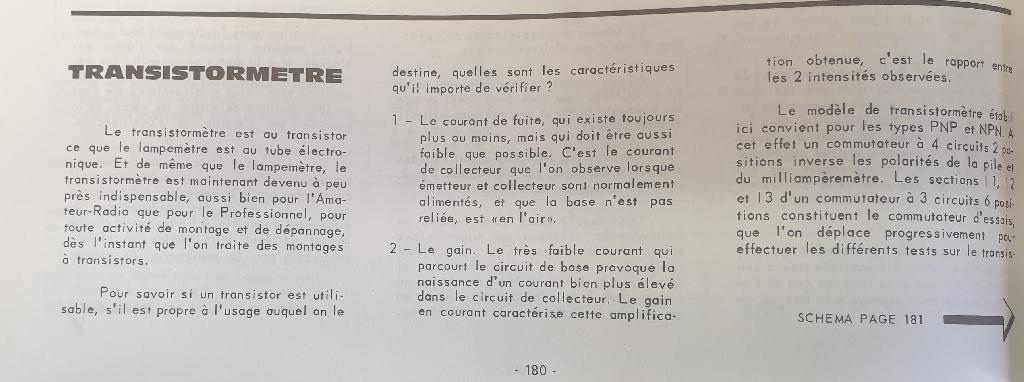 TRANSISTORMETRE
Le transistormètre est au transistor
ce que le lampemètre est au tube électro-
nique. Et de même que le lampemètre, le
transistormètre est maintenant devenu à peu
près indispensable, aussi bien pour l'Ama-
teur-Radio que pour le Professionnel, pour
toute activité de montage et de dépannage,
dès l'instant que l'on traite des montages
à transistors.
Pour savoir si un transistor est utili-
sable, s'il est propre à l'usage auquel on le
destine, quelles sont les caractéristiques
qu'il importe de vérifier ?
1 - Le courant de fuite, qui existe toujours
plus ou moins, mais qui doit être aussi
faible que possible. C'est le courant
de collecteur que l'on observe lorsque
émetteur et collecteur sont normalement
alimentés, et que la base n'est pas
reliée, est «en l'air».
2 - Le gain. Le très faible courant qui
parcourt le circuit de base provoque la
naissance d'un courant bien plus élevé
dans le circuit de collecteur. Le gain
en courant caractérise cette amplifica-
tion obtenue, c'est le rapport entre
les 2 intensités observées.
Le modèle de transistormètre établi
ici convient pour les types PNP et NPN. A
cet effet un commutateur à 4 circuits 2 po-
sitions inverse les polarités de la pile et
du milliampèremètre. Les sections I 1, I 2
et I 3 d'un commutateur à 3 circuits 6 posi-
tions constituent le commutateur d'essais,
que l'on déplace progressivement pour
effectuer les différents tests sur le transis-
SCHEMA PAGE 181
- 180 -